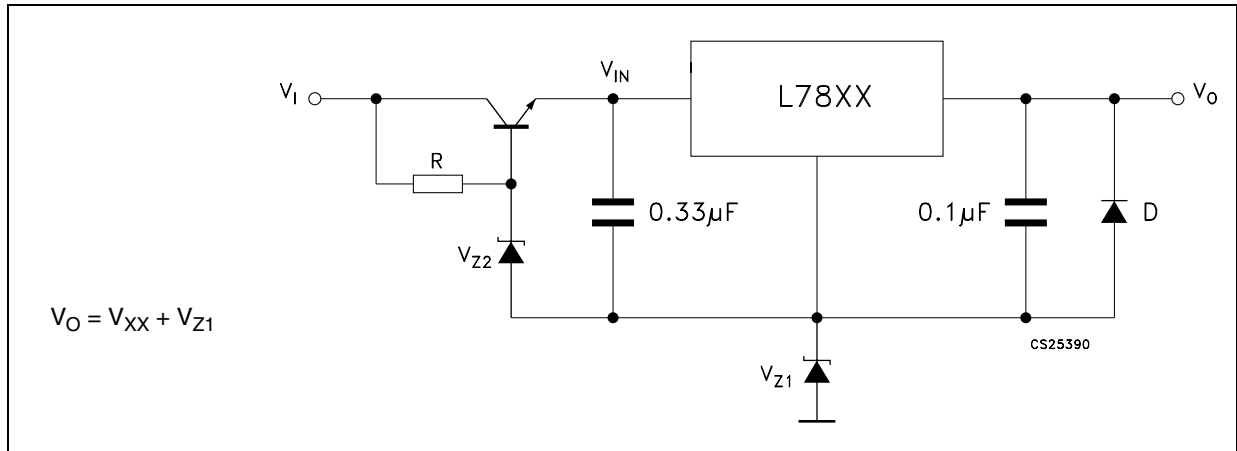 V_I
V_IN
L78XX
V_O
R
0.33µF
0.1µF
D
V_Z2
V_O = V_XX + V_Z1
CS25390
V_Z1